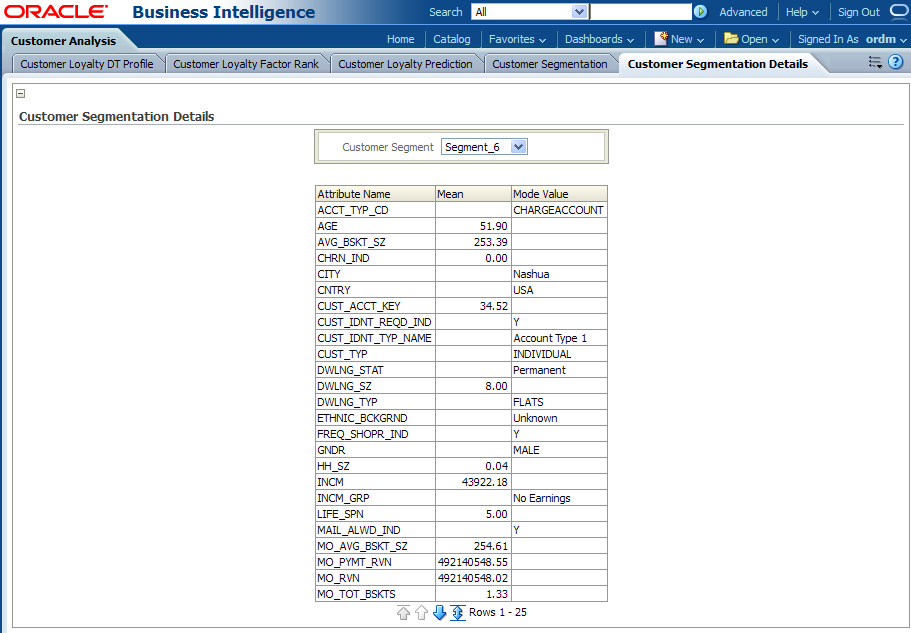 ORACLE Business Intelligence Search All Advanced Help Sign Out
Customer Analysis Home Catalog Favorites Dashboards New Open Signed In As ordm
Customer Loyalty DT Profile Customer Loyalty Factor Rank Customer Loyalty Prediction Customer Segmentation Customer Segmentation Details
Customer Segmentation Details
Customer Segment Segment_6
Attribute Name Mean Mode Value
ACCT_TYP_CD CHARGEACCOUNT
AGE 51.90
AVG_BSKT_SZ 253.39
CHRN_IND 0.00
CITY Nashua
CNTRY USA
CUST_ACCT_KEY 34.52
CUST_IDNT_REQD_IND Y
CUST_IDNT_TYP_NAME Account Type 1
CUST_TYP INDIVIDUAL
DWLNG_STAT Permanent
DWLNG_SZ 8.00
DWLNG_TYP FLATS
ETHNIC_BCKGRND Unknown
FREQ_SHOPR_IND Y
GNDR MALE
HH_SZ 0.04
INCM 43922.18
INCM_GRP No Earnings
LIFE_SPN 5.00
MAIL_ALWD_IND Y
MO_AVG_BSKT_SZ 254.61
MO_PYMT_RVN 492140548.55
MO_RVN 492140548.02
MO_TOT_BSKTS 1.33
Rows 1 - 25